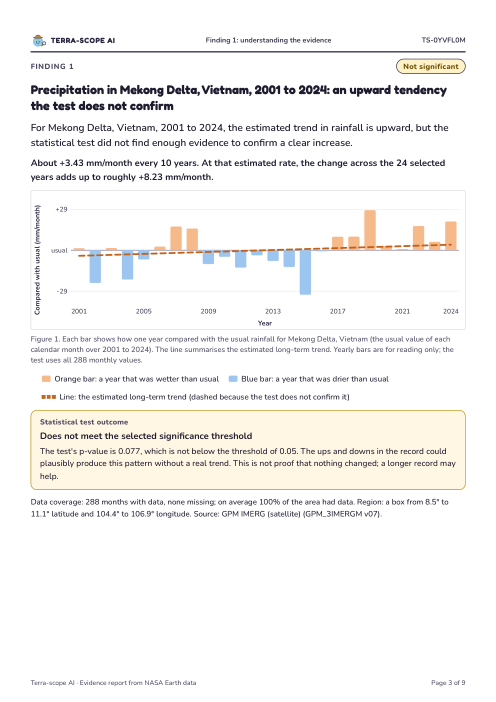 TERRA-SCOPE AI
Finding 1: understanding the evidence
TS-0YVFL0M
FINDING 1
Not significant
Precipitation in Mekong Delta, Vietnam, 2001 to 2024: an upward tendency
the test does not confirm
For Mekong Delta, Vietnam, 2001 to 2024, the estimated trend in rainfall is upward, but the
statistical test did not find enough evidence to confirm a clear increase.
About +3.43 mm/month every 10 years. At that estimated rate, the change across the 24 selected
years adds up to roughly +8.23 mm/month.
Compared with usual (mm/month)
+29
usual
-29
2001
2005
2009
2013
2017
2021
2024
Year
Figure 1. Each bar shows how one year compared with the usual rainfall for Mekong Delta, Vietnam (the usual value of each
calendar month over 2001 to 2024). The line summarises the estimated long-term trend. Yearly bars are for reading only; the
test uses all 288 monthly values.
Orange bar: a year that was wetter than usual
Blue bar: a year that was drier than usual
Line: the estimated long-term trend (dashed because the test does not confirm it)
Statistical test outcome
Does not meet the selected significance threshold
The test's p-value is 0.077, which is not below the threshold of 0.05. The ups and downs in the record could
plausibly produce this pattern without a real trend. This is not proof that nothing changed; a longer record may
help.
Data coverage: 288 months with data, none missing; on average 100% of the area had data. Region: a box from 8.5° to
11.1° latitude and 104.4° to 106.9° longitude. Source: GPM IMERG (satellite) (GPM_3IMERGM v07).
Terra-scope AI · Evidence report from NASA Earth data
Page 3 of 9